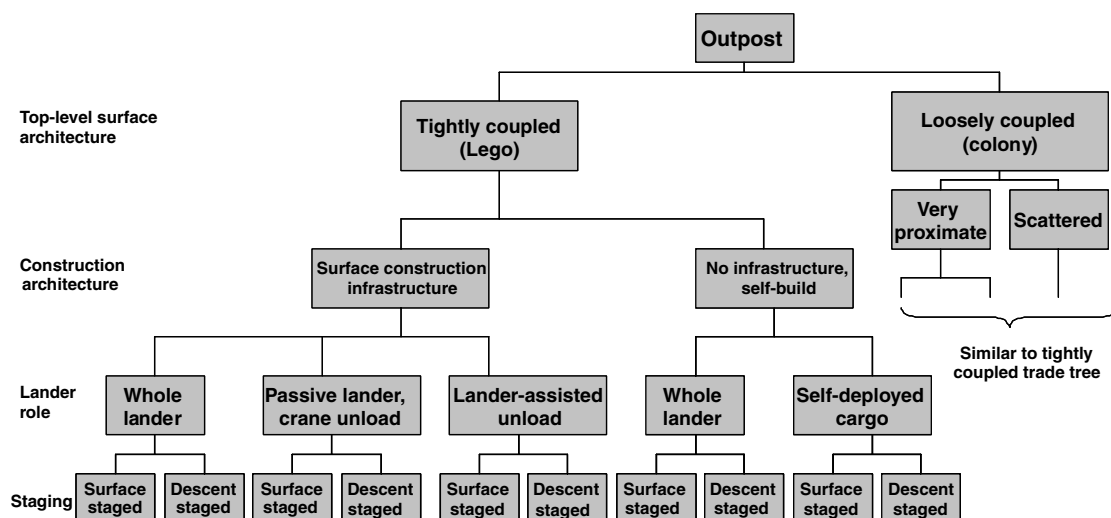 Outpost
Top-level surface
architecture
Tightly coupled
(Lego)
Loosely coupled
(colony)
Very
proximate
Scattered
Construction
architecture
Surface construction
infrastructure
No infrastructure,
self-build
Similar to tightly
coupled trade tree
Lander
role
Whole
lander
Passive lander,
crane unload
Lander-assisted
unload
Whole
lander
Self-deployed
cargo
Staging
Surface
staged
Descent
staged
Surface
staged
Descent
staged
Surface
staged
Descent
staged
Surface
staged
Descent
staged
Surface
staged
Descent
staged